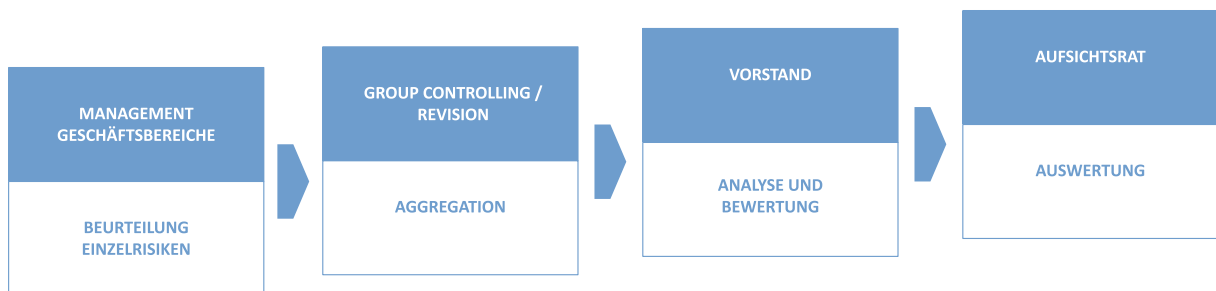 MANAGEMENT
GESCHÄFTSBEREICHE
BEURTEILUNG
EINZELRISIKEN
GROUP CONTROLLING /
REVISION
AGGREGATION
VORSTAND
ANALYSE UND
BEWERTUNG
AUFSICHTSRAT
AUSWERTUNG